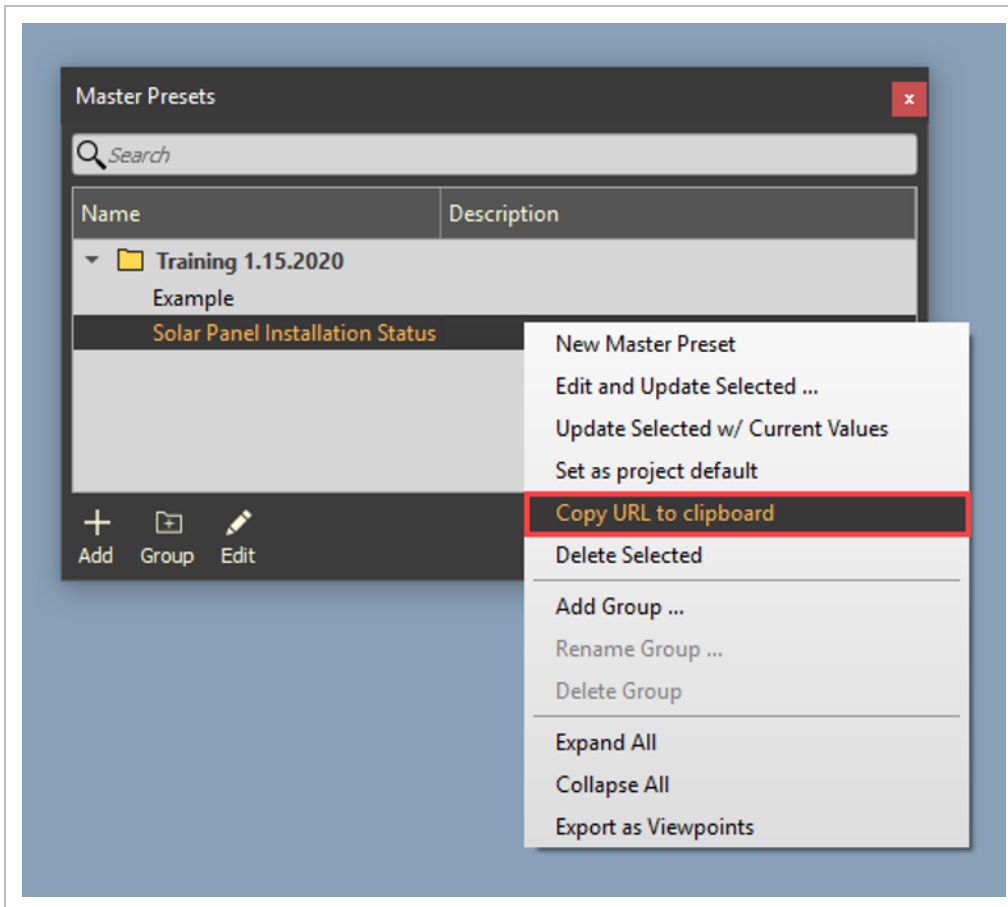 Master Presets
x
Search
Name Description
Training 1.15.2020
Example
Solar Panel Installation Status
New Master Preset
Edit and Update Selected ...
Update Selected w/ Current Values
Set as project default
Copy URL to clipboard
Delete Selected
Add Group ...
Rename Group ...
Delete Group
Expand All
Collapse All
Export as Viewpoints
Add Group Edit